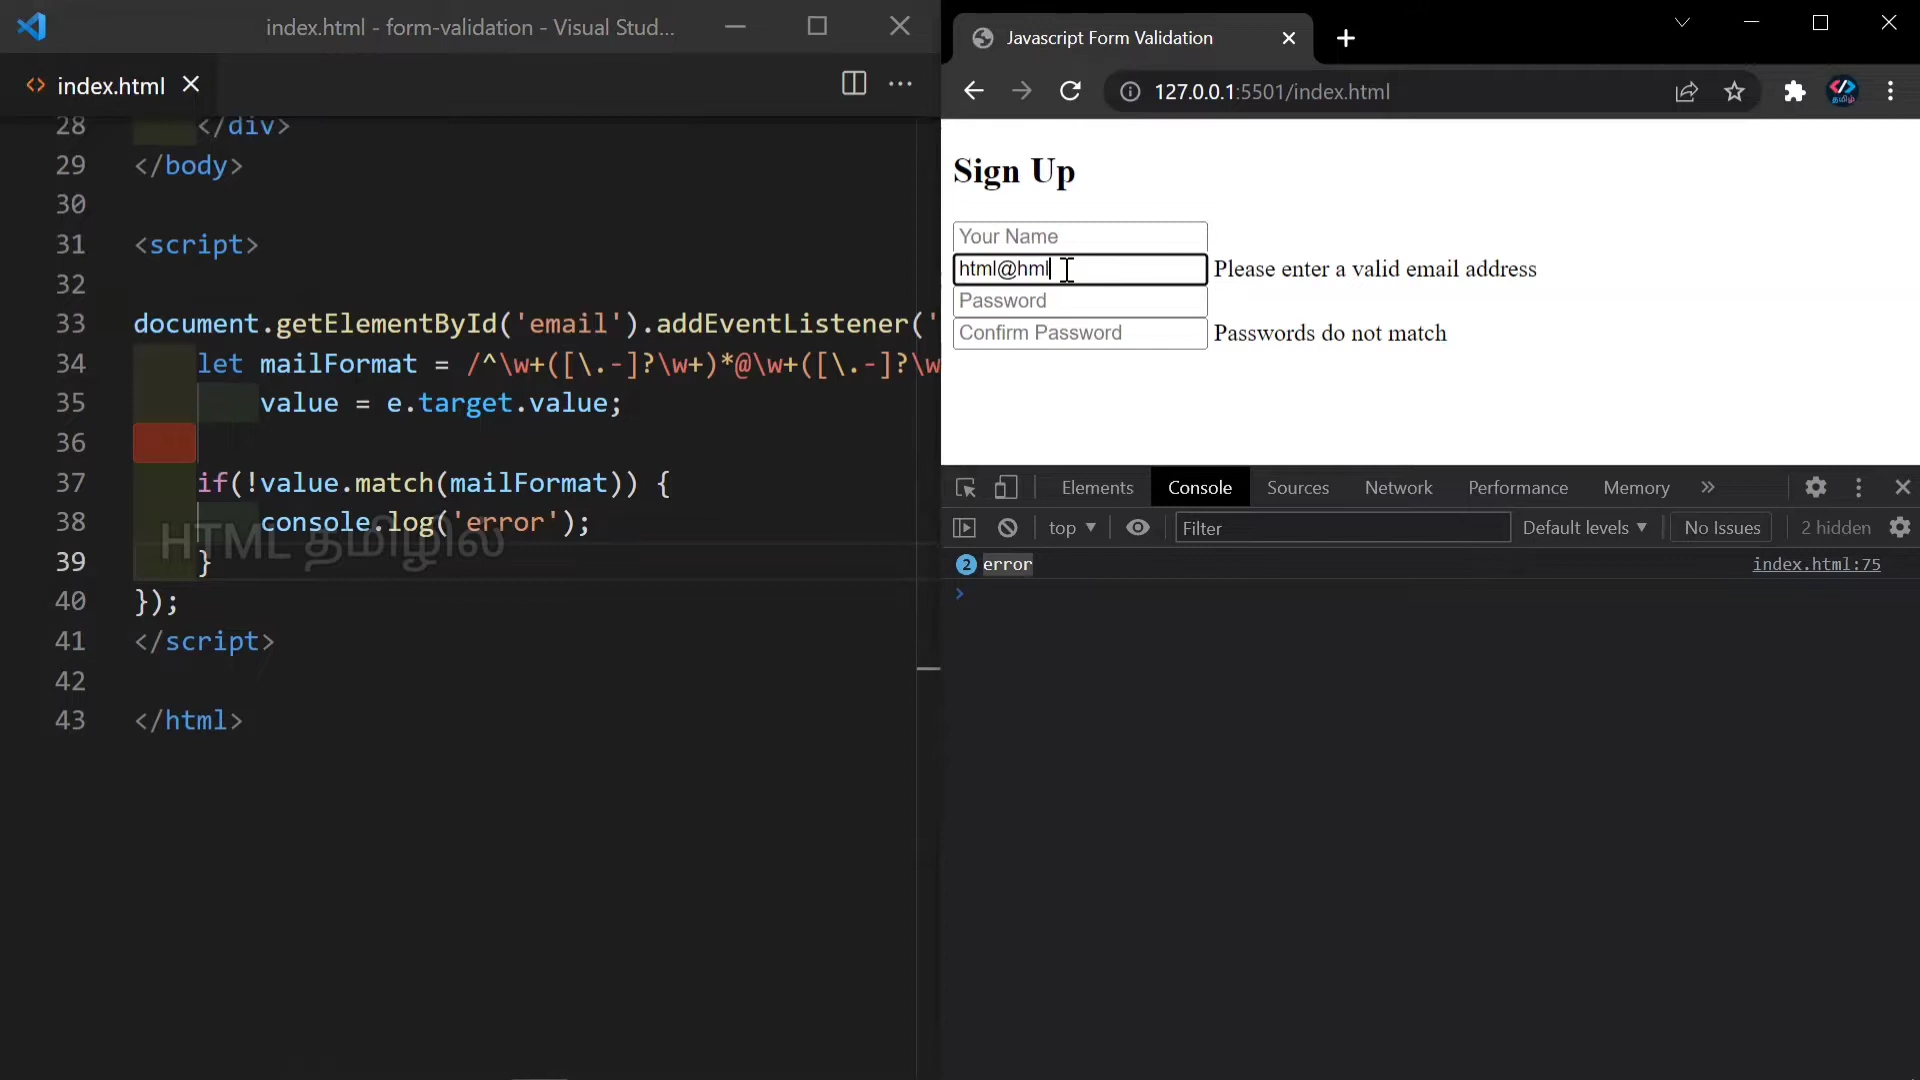 index.html - form-validation - Visual Stud...
index.html
28 </div>
29 </body>
30
31 <script>
32
33 document.getElementById('email').addEventListener('
34 let mailFormat = /^\w+([\.-]?\w+)*@\w+([\.-]?\w
35 value = e.target.value;
36
37 if(!value.match(mailFormat)) {
38 console.log('error');
39 }
40 });
41 </script>
42
43 </html>
HTML தமிழில்
Javascript Form Validation
127.0.0.1:5501/index.html
Sign Up
Your Name
html@hml Please enter a valid email address
Password
Confirm Password Passwords do not match
Elements Console Sources Network Performance Memory »
top Filter Default levels No Issues 2 hidden
2 error index.html:75